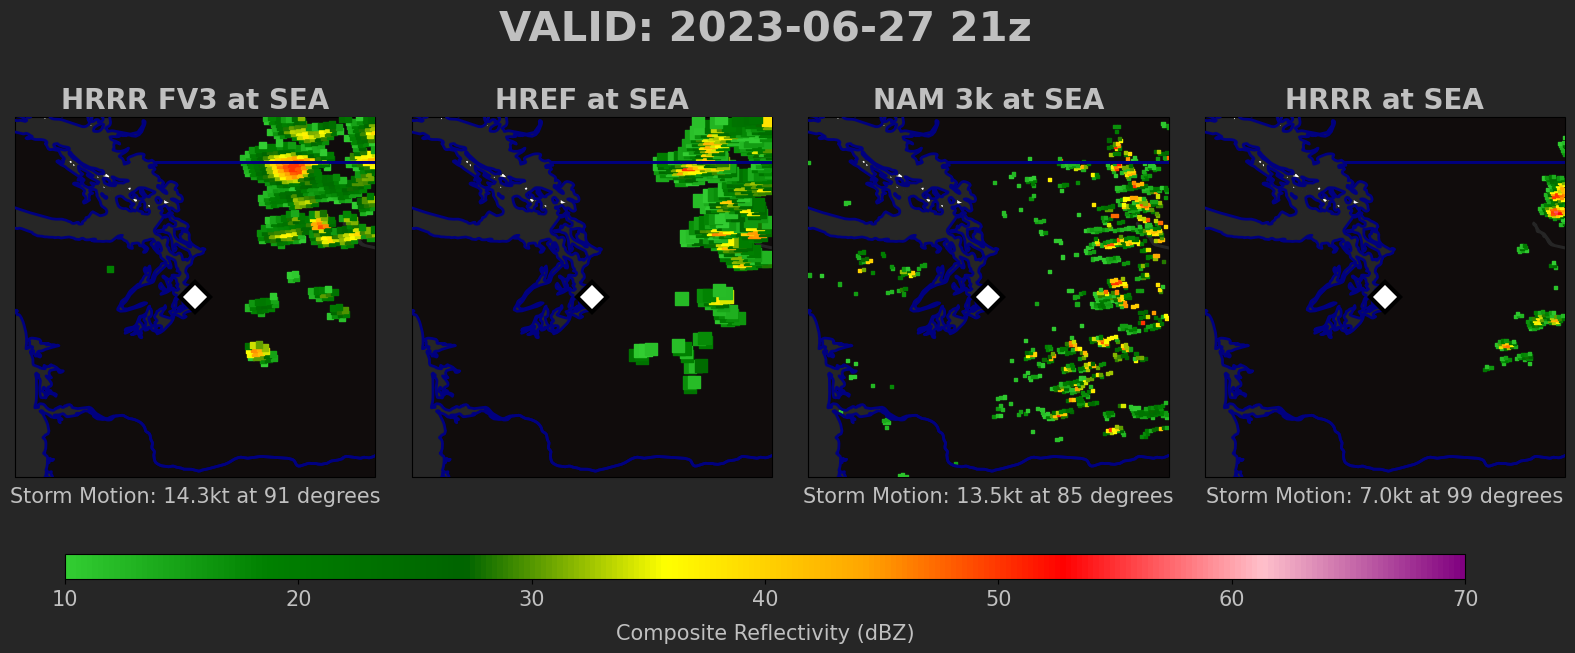 VALID: 2023-06-27 21z
HRRR FV3 at SEA
HREF at SEA
NAM 3k at SEA
HRRR at SEA
Storm Motion: 14.3kt at 91 degrees
Storm Motion: 13.5kt at 85 degrees
Storm Motion: 7.0kt at 99 degrees
10 20 30 40 50 60 70
Composite Reflectivity (dBZ)